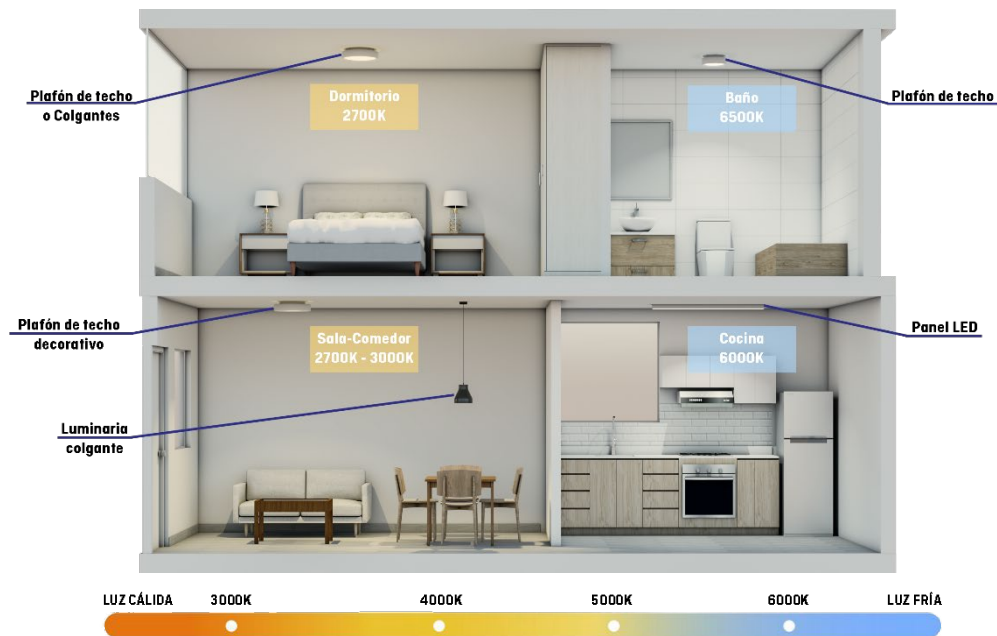 Plafón de techo
o Colgantes
Dormitorio
2700K
Baño
6500K
Plafón de techo
Plafón de techo
decorativo
Sala-Comedor
2700K - 3000K
Cocina
6000K
Panel LED
Luminaria
colgante
LUZ CÁLIDA 3000K 4000K 5000K 6000K LUZ FRÍA